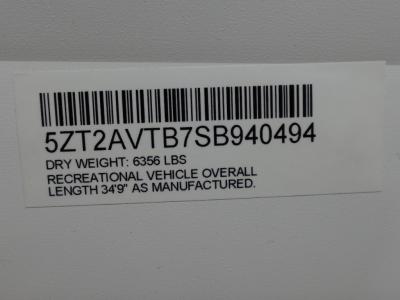 5ZT2AVTB7SB940494
DRY WEIGHT: 6356 LBS
RECREATIONAL VEHICLE OVERALL
LENGTH 34'9" AS MANUFACTURED.